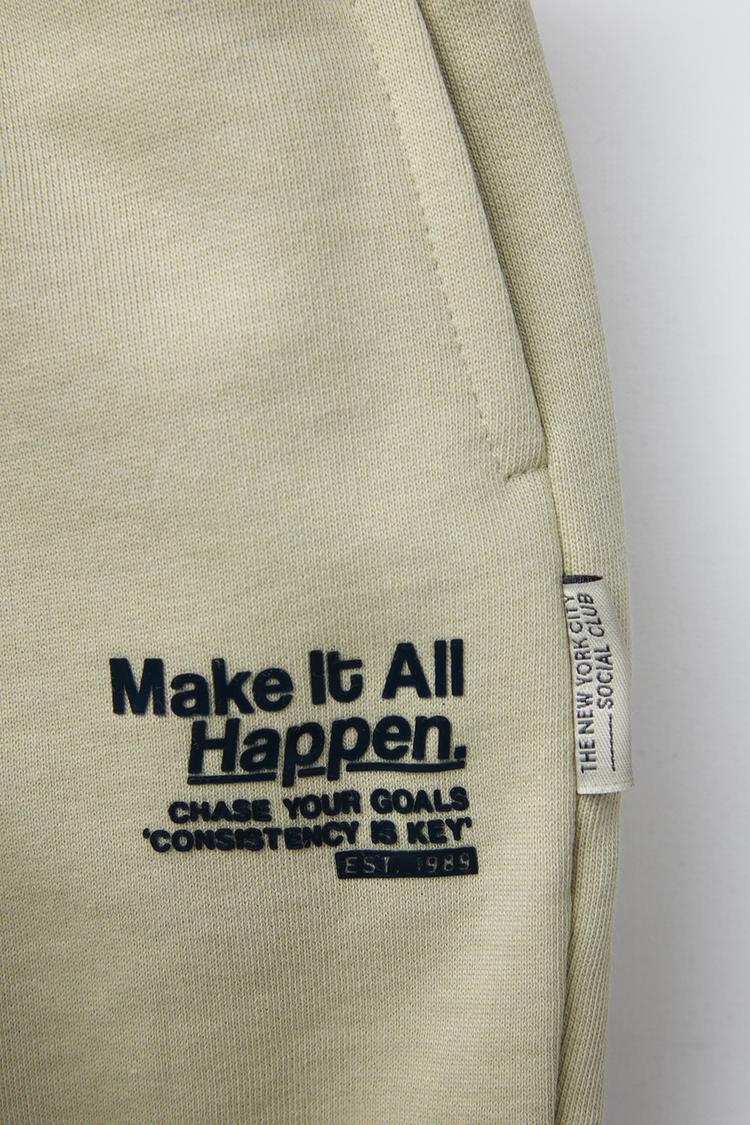 Make It All
Happen.
CHASE YOUR GOALS
'CONSISTENCY IS KEY'
EST. 1989
THE NEW YORK CITY
SOCIAL CLUB